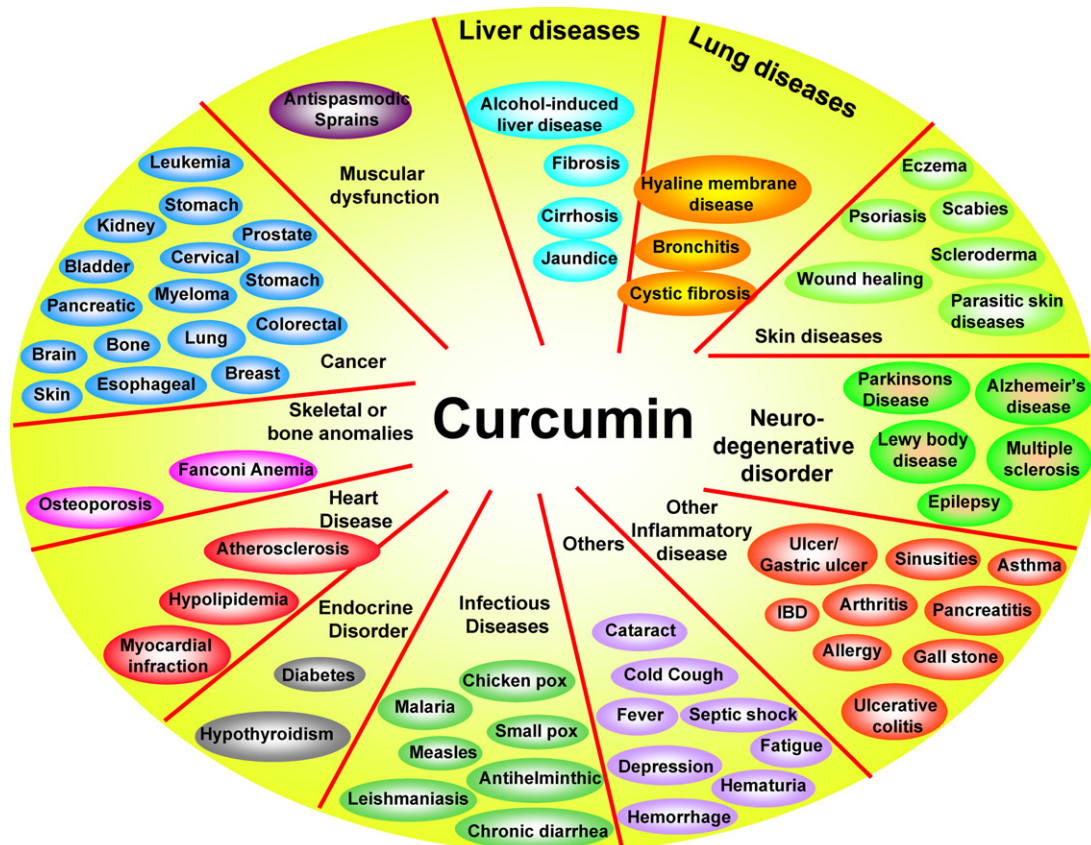 Liver diseases
Lung diseases
Antispasmodic
Sprains
Muscular
dysfunction
Alcohol-induced
liver disease
Fibrosis
Cirrhosis
Jaundice
Hyaline membrane
disease
Bronchitis
Cystic fibrosis
Eczema
Psoriasis
Scabies
Scleroderma
Wound healing
Parasitic skin
diseases
Skin diseases
Leukemia
Stomach
Kidney
Prostate
Cervical
Bladder
Stomach
Myeloma
Pancreatic
Colorectal
Lung
Bone
Brain
Breast
Esophageal
Skin
Cancer
Curcumin
Skeletal or
bone anomalies
Fanconi Anemia
Osteoporosis
Neuro-
degenerative
disorder
Parkinsons
Disease
Alzhemeir's
disease
Lewy body
disease
Multiple
sclerosis
Epilepsy
Heart
Disease
Atherosclerosis
Hypolipidemia
Myocardial
infraction
Endocrine
Disorder
Diabetes
Hypothyroidism
Infectious
Diseases
Chicken pox
Malaria
Small pox
Measles
Antihelminthic
Leishmaniasis
Chronic diarrhea
Others
Cataract
Cold Cough
Fever
Septic shock
Fatigue
Depression
Hematuria
Hemorrhage
Other
Inflammatory
disease
Ulcer/
Gastric ulcer
Sinusities
Asthma
IBD
Arthritis
Pancreatitis
Allergy
Gall stone
Ulcerative
colitis